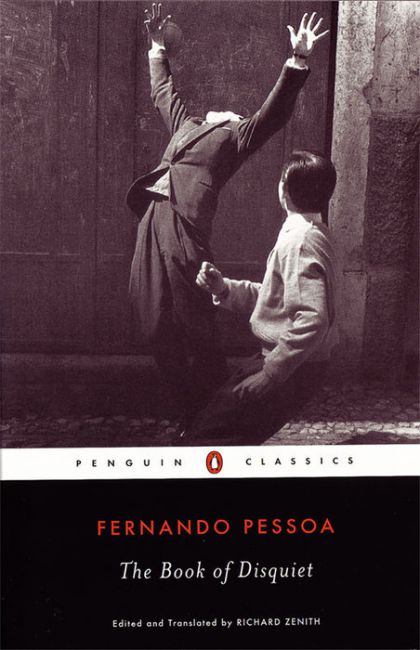 PENGUIN CLASSICS
FERNANDO PESSOA
The Book of Disquiet
Edited and Translated by RICHARD ZENITH